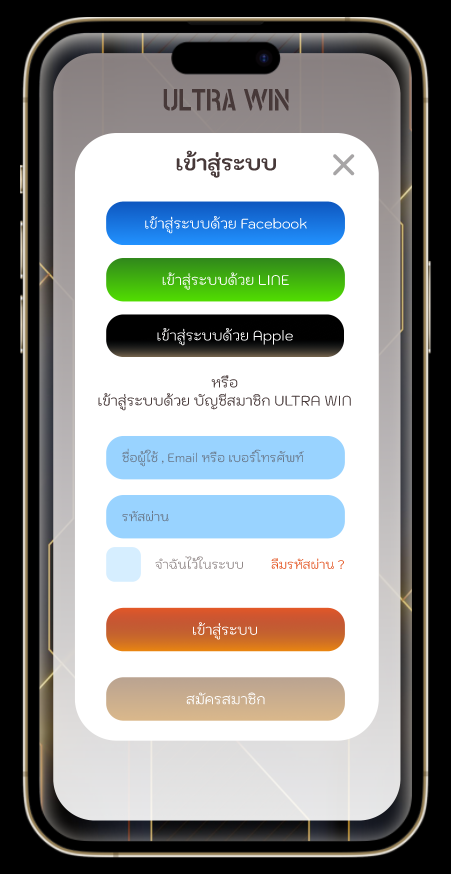 ULTRA WIN
เข้าสู่ระบบ
เข้าสู่ระบบด้วย Facebook
เข้าสู่ระบบด้วย LINE
เข้าสู่ระบบด้วย Apple
หรือ
เข้าสู่ระบบด้วย บัญชีสมาชิก ULTRA WIN
ชื่อผู้ใช้ , Email หรือ เบอร์โทรศัพท์
รหัสผ่าน
จำฉันไว้ในระบบ ลืมรหัสผ่าน ?
เข้าสู่ระบบ
สมัครสมาชิก